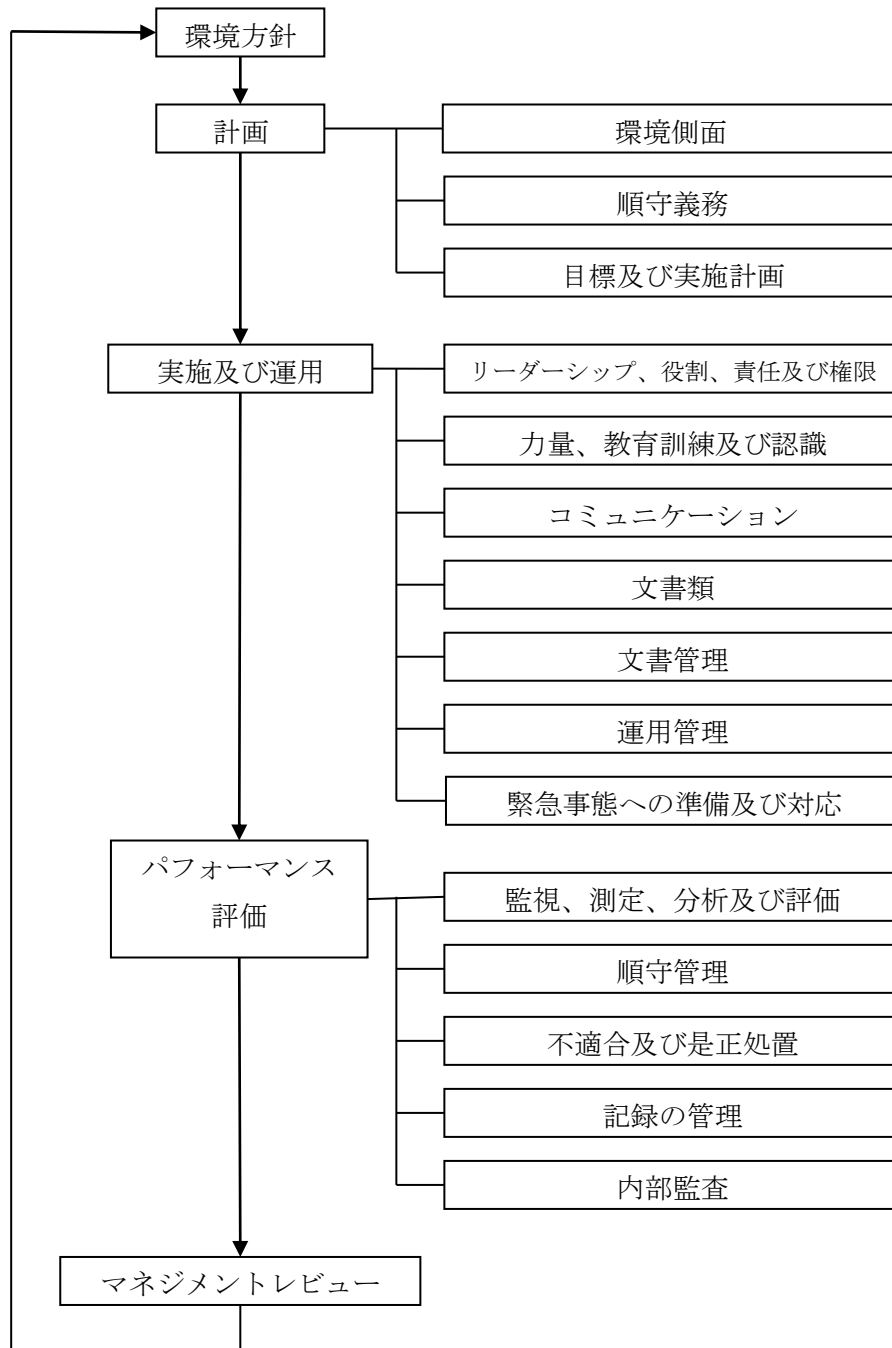 環境方針
計画
環境側面
順守義務
目標及び実施計画
実施及び運用
リーダーシップ、役割、責任及び権限
力量、教育訓練及び認識
コミュニケーション
文書類
文書管理
運用管理
緊急事態への準備及び対応
パフォーマンス
評価
監視、測定、分析及び評価
順守管理
不適合及び是正処置
記録の管理
内部監査
マネジメントレビュー